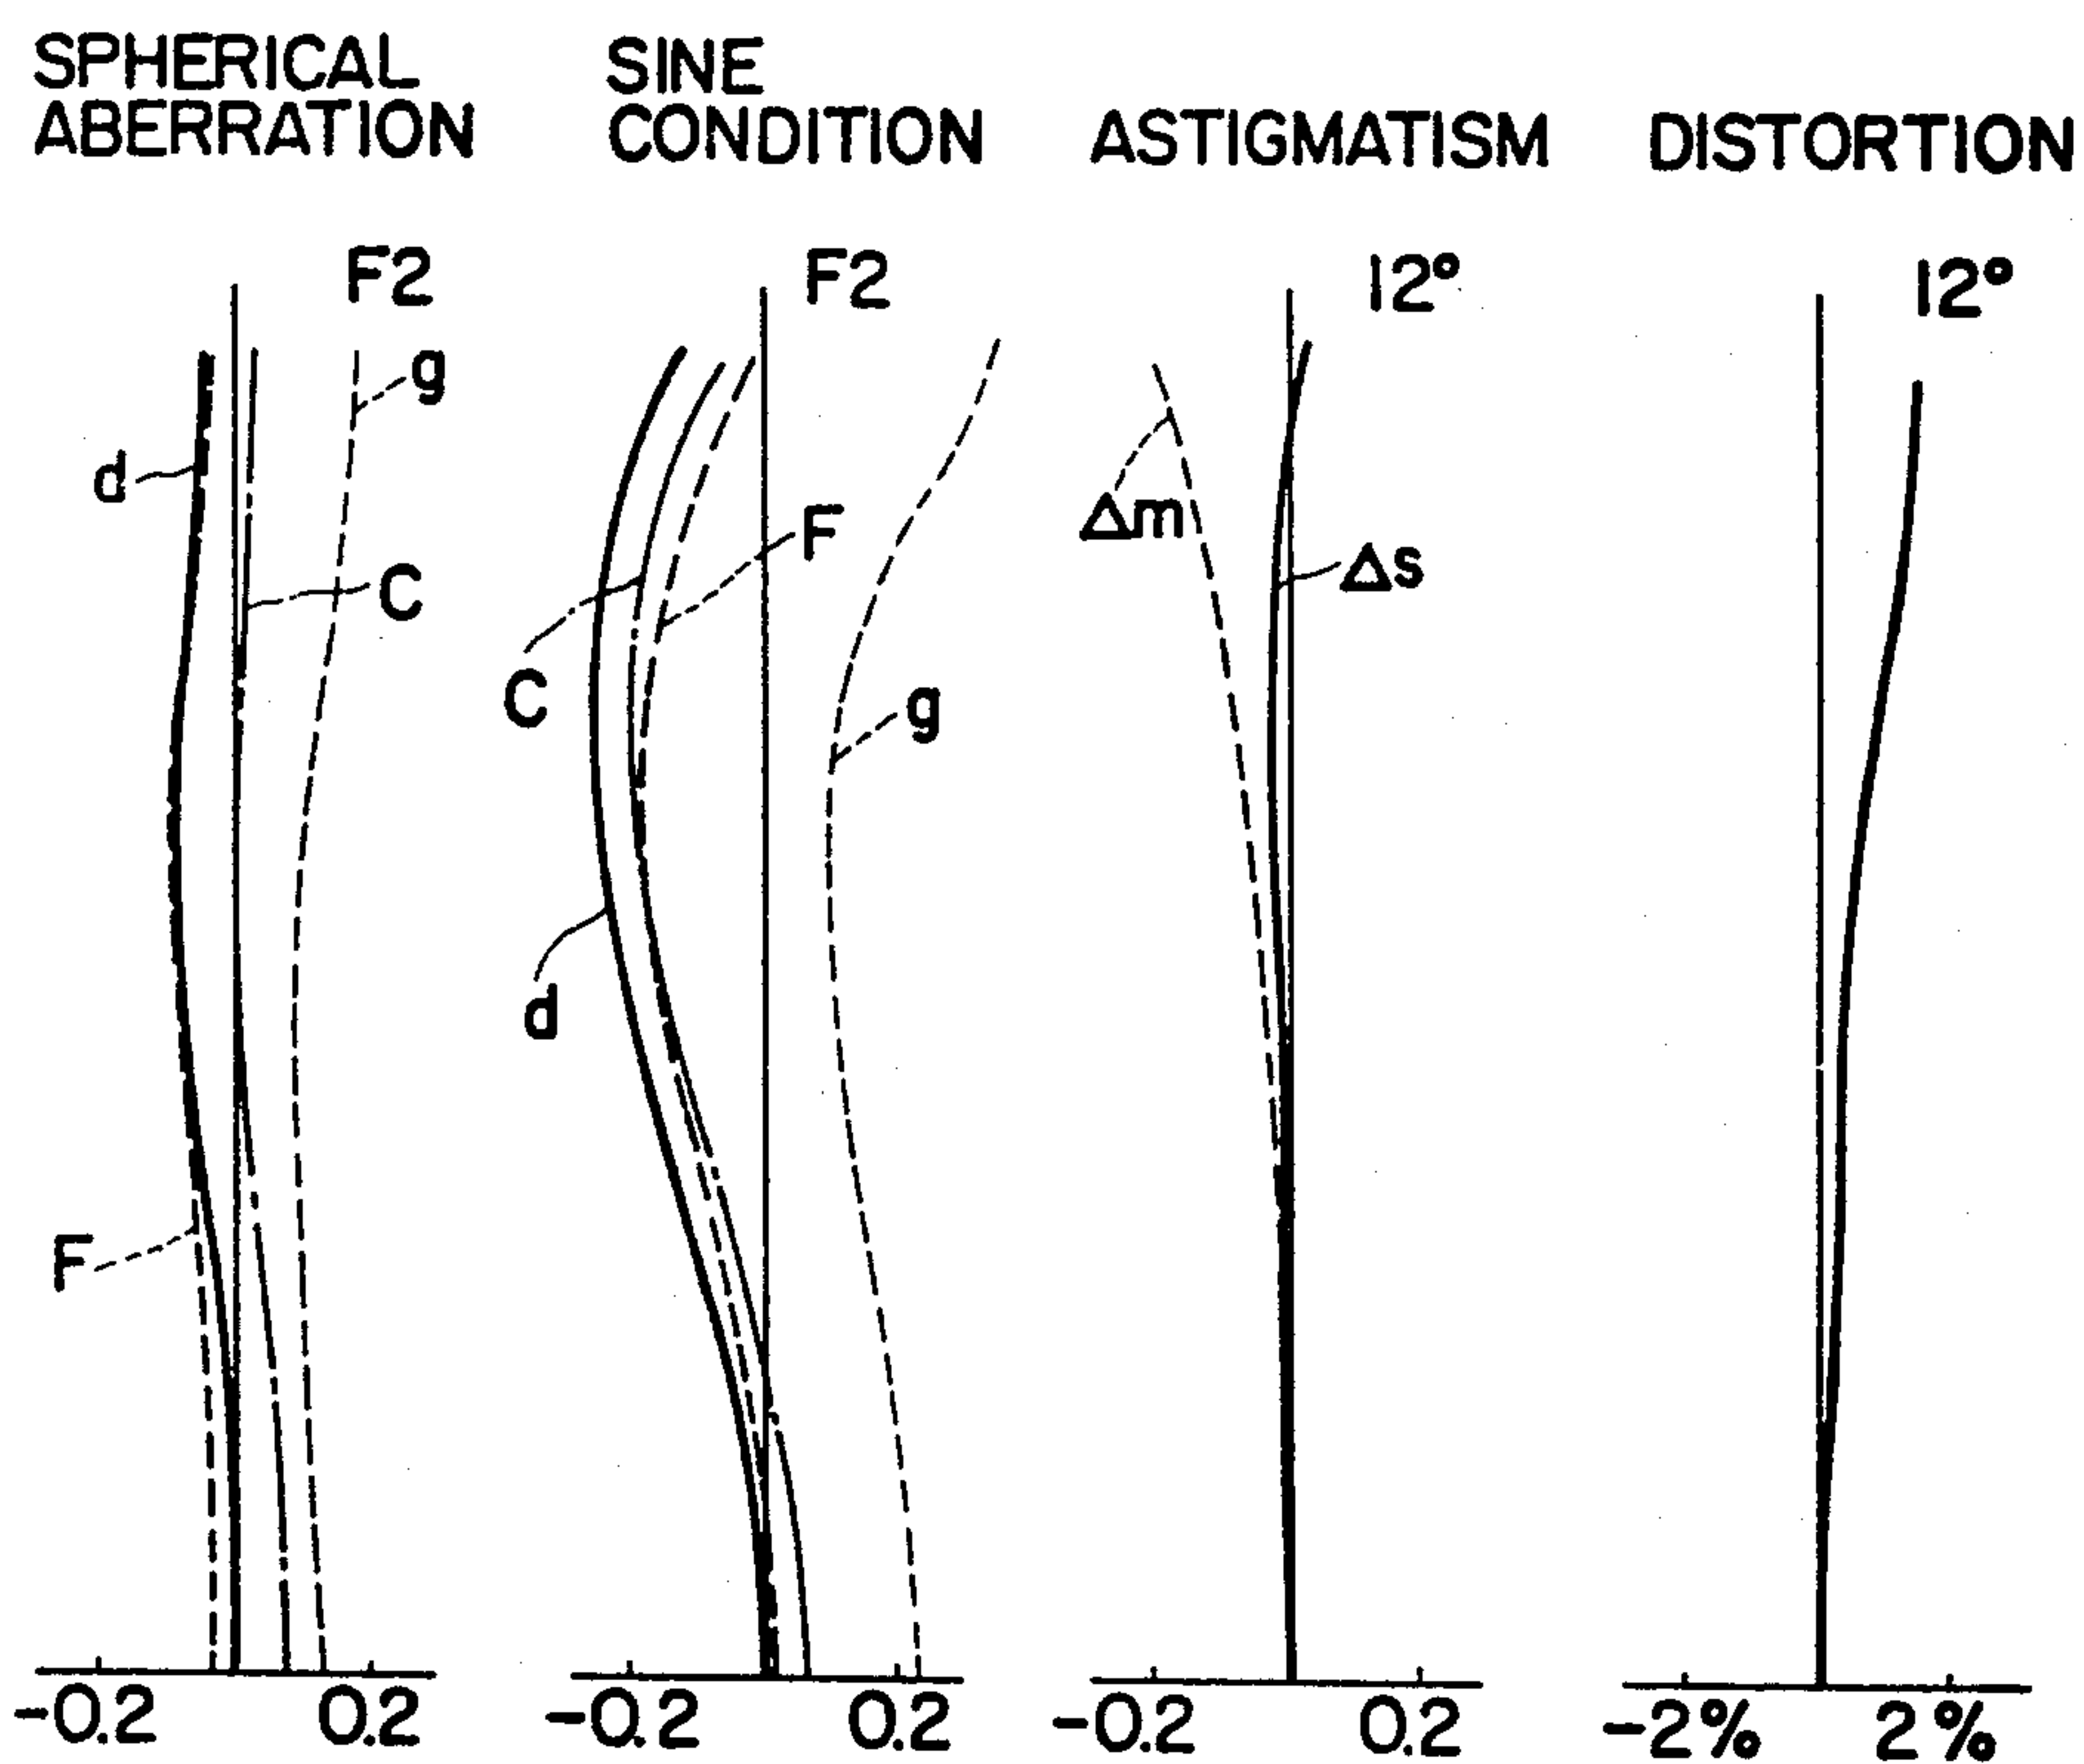 SPHERICAL
ABERRATION
F2
g
d
C
F
-0.2 0.2
SINE
CONDITION
F2
F
C
g
d
-0.2 0.2
ASTIGMATISM
12°
Δm
Δs
-0.2 0.2
DISTORTION
12°
-2% 2%